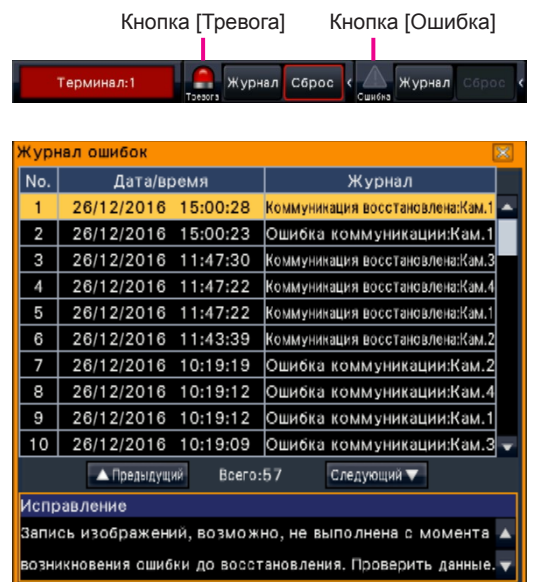 Кнопка [Тревога] Кнопка [Ошибка]
Терминал:1 Тревога Журнал Сброс < Ошибка Журнал Сброс <
Журнал ошибок
No. Дата/время Журнал
1 26/12/2016 15:00:28 Коммуникация восстановлена:Кам.1
2 26/12/2016 15:00:23 Ошибка коммуникации:Кам.1
3 26/12/2016 11:47:30 Коммуникация восстановлена:Кам.3
4 26/12/2016 11:47:22 Коммуникация восстановлена:Кам.4
5 26/12/2016 11:47:22 Коммуникация восстановлена:Кам.1
6 26/12/2016 11:43:39 Коммуникация восстановлена:Кам.2
7 26/12/2016 10:19:19 Ошибка коммуникации:Кам.2
8 26/12/2016 10:19:12 Ошибка коммуникации:Кам.4
9 26/12/2016 10:19:12 Ошибка коммуникации:Кам.1
10 26/12/2016 10:19:09 Ошибка коммуникации:Кам.3
▲ Предыдущий Всего:57 Следующий ▼
Исправление
Запись изображений, возможно, не выполнена с момента
возникновения ошибки до восстановления. Проверить данные.